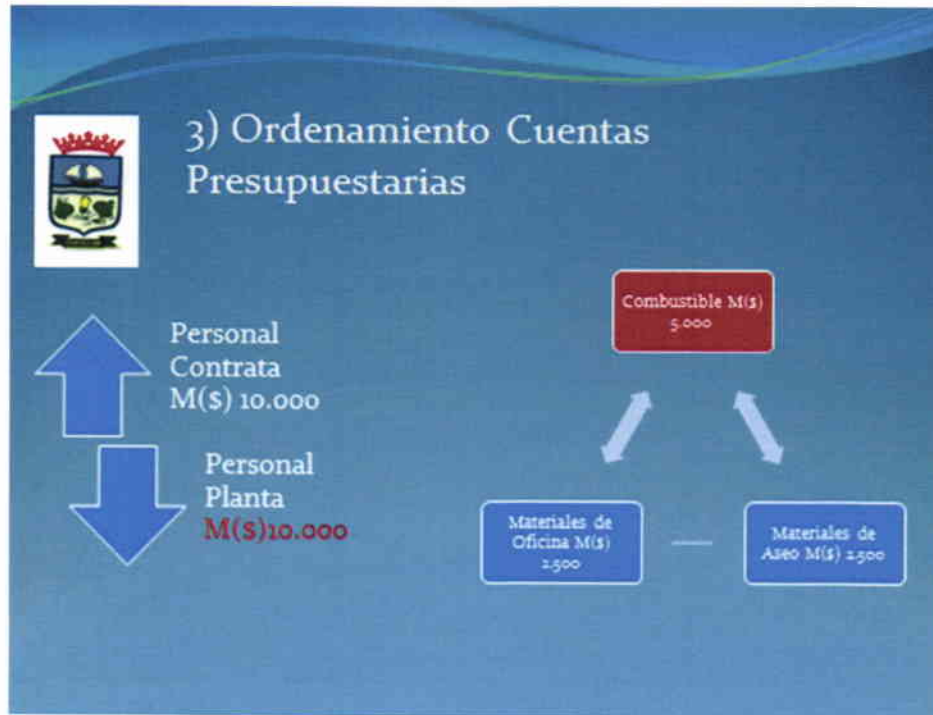 3) Ordenamiento Cuentas
Presupuestarias
Personal
Contrata
M($) 10.000
Personal
Planta
M($)10.000
Combustible M($)
5.000
Materiales de
Oficina M($)
2.500
Materiales de
Aseo M($) 2.500